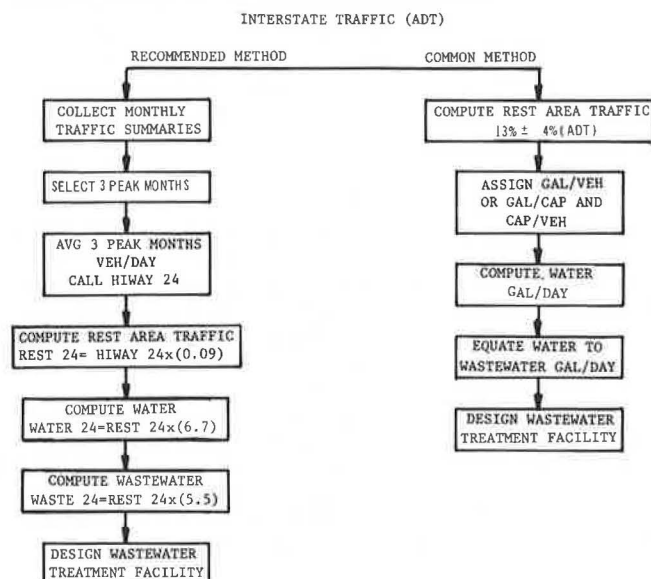 INTERSTATE TRAFFIC (ADT)
RECOMMENDED METHOD
COMMON METHOD
COLLECT MONTHLY
TRAFFIC SUMMARIES
SELECT 3 PEAK MONTHS
AVG 3 PEAK MONTHS
VEH/DAY
CALL HIWAY 24
COMPUTE REST AREA TRAFFIC
REST 24= HIWAY 24x(0.09)
COMPUTE WATER
WATER 24=REST 24x(6.7)
COMPUTE WASTEWATER
WASTE 24=REST 24x(5.5)
DESIGN WASTEWATER
TREATMENT FACILITY
COMPUTE REST AREA TRAFFIC
13% ± 4%(ADT)
ASSIGN GAL/VEH
OR GAL/CAP AND
CAP/VEH
COMPUTE WATER
GAL/DAY
EQUATE WATER TO
WASTEWATER GAL/DAY
DESIGN WASTEWATER
TREATMENT FACILITY